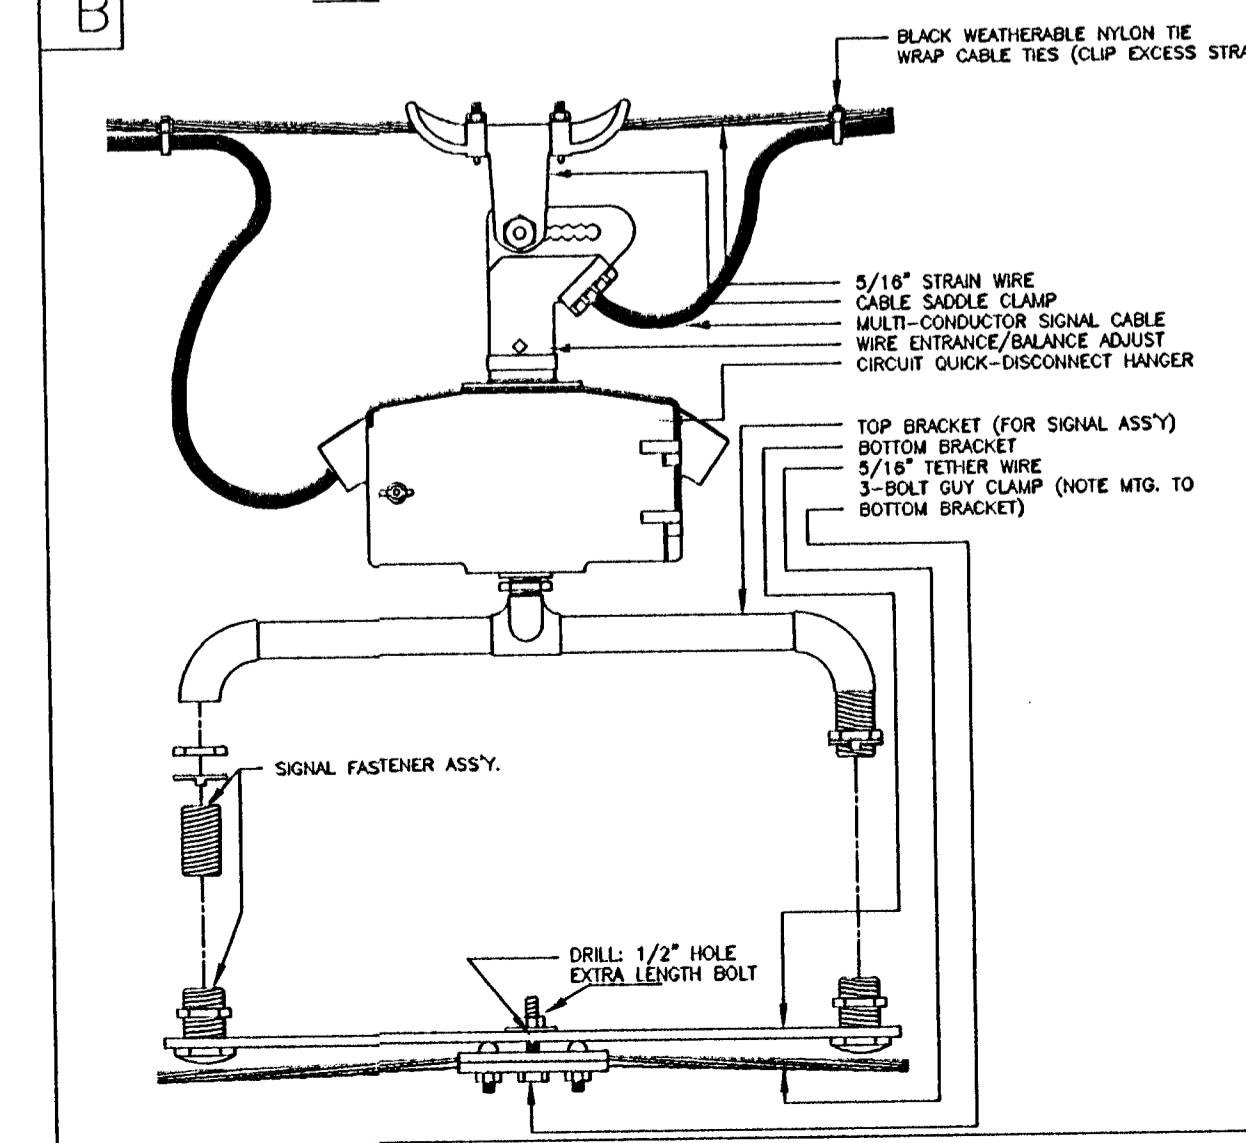 B
BLACK WEATHERABLE NYLON TIE
WRAP CABLE TIES (CLIP EXCESS
5/16" STRAIN WIRE
CABLE SADDLE CLAMP
MULTI-CONDUCTOR SIGNAL CABLE
WIRE ENTRANCE/BALANCE ADJUST
CIRCUIT QUICK-DISCONNECT HANGER
TOP BRACKET (FOR SIGNAL ASS'Y)
BOTTOM BRACKET
5/16" TETHER WIRE
3-BOLT GUY CLAMP (NOTE MTG. TO
BOTTOM BRACKET)
SIGNAL FASTENER ASS'Y.
DRILL: 1/2" HOLE
EXTRA LENGTH BOLT